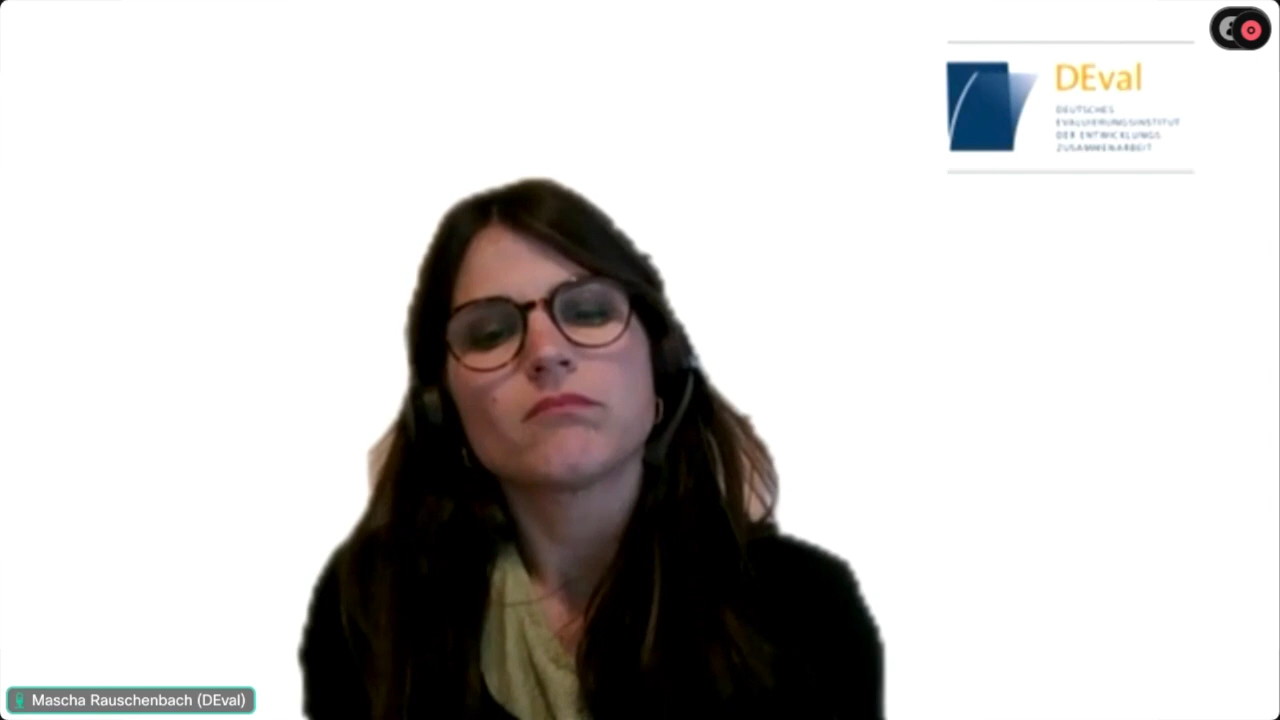 DEval
DEUTSCHES
EVALUIERUNGSINSTITUT
DER ENTWICKLUNGS
ZUSAMMENARBEIT
Mascha Rauschenbach (DEval)